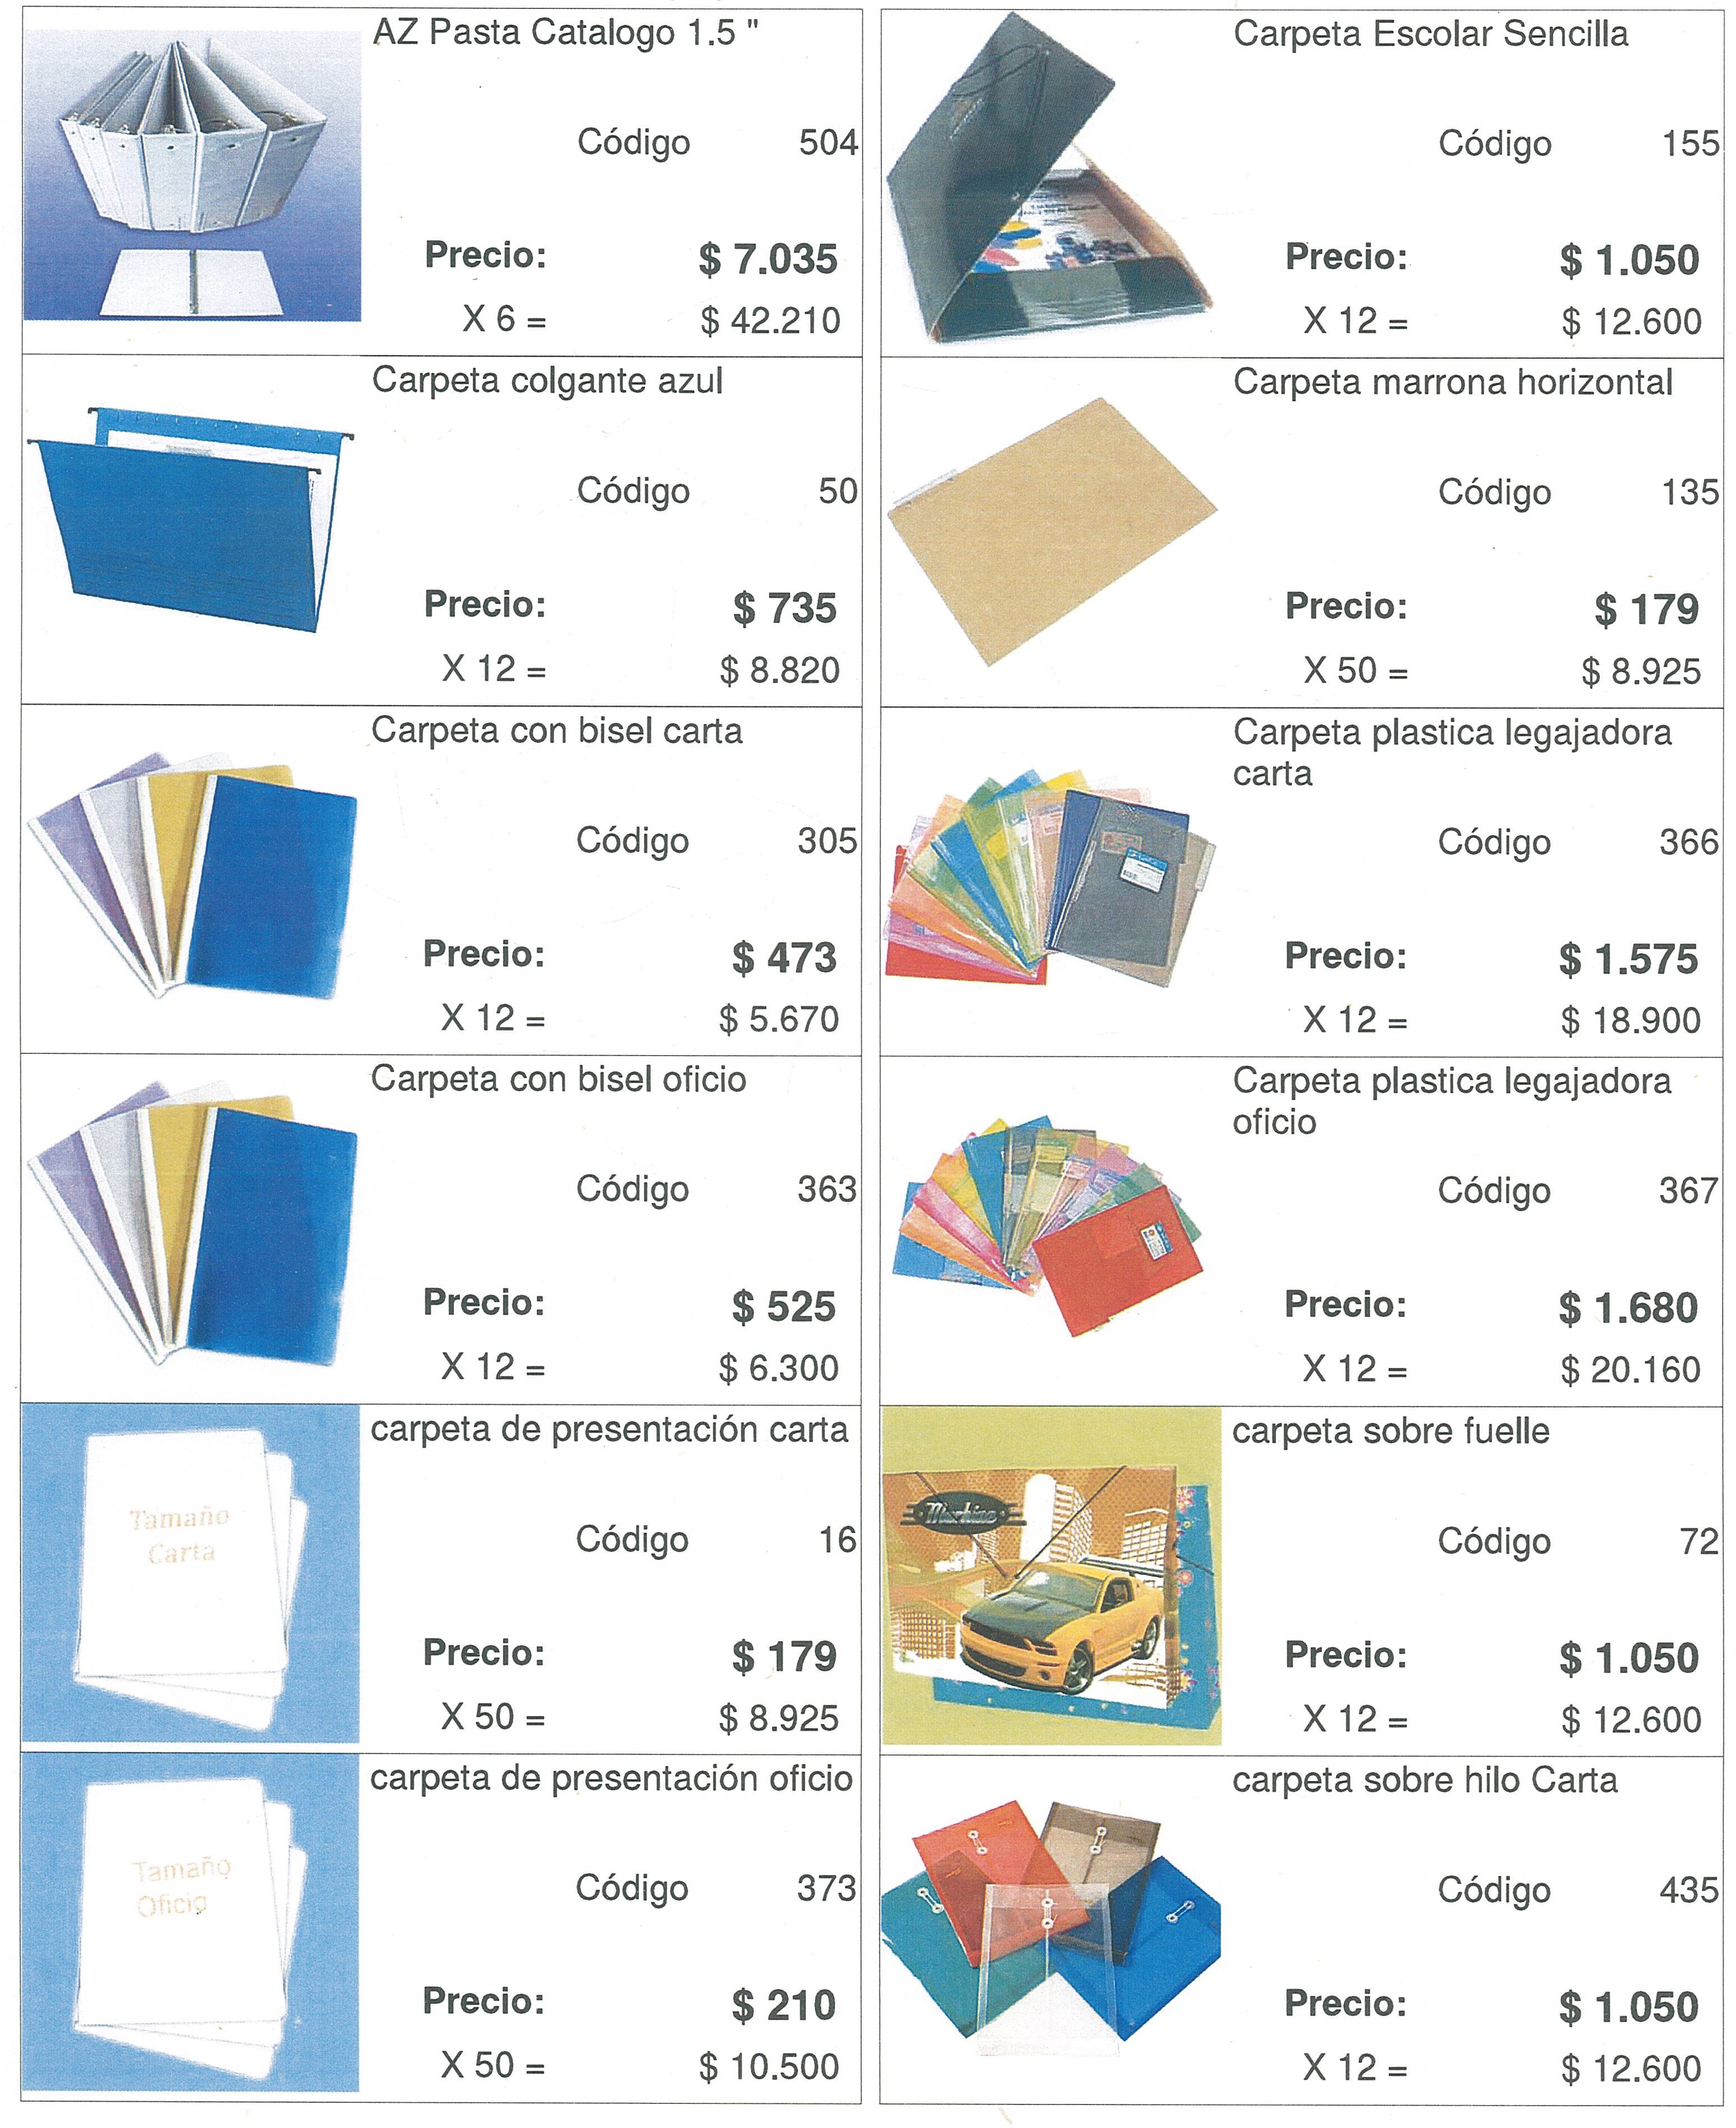 AZ Pasta Catalogo 1.5 "
Código 504
Precio: $ 7.035
X 6 = $ 42.210
Carpeta Escolar Sencilla
Código 155
Precio: $ 1.050
X 12 = $ 12.600
Carpeta colgante azul
Código 50
Precio: $ 735
X 12 = $ 8.820
Carpeta marrona horizontal
Código 135
Precio: $ 179
X 50 = $ 8.925
Carpeta con bisel carta
Código 305
Precio: $ 473
X 12 = $ 5.670
Carpeta plastica legajadora
carta
Código 366
Precio: $ 1.575
X 12 = $ 18.900
Carpeta con bisel oficio
Código 363
Precio: $ 525
X 12 = $ 6.300
Carpeta plastica legajadora
oficio
Código 367
Precio: $ 1.680
X 12 = $ 20.160
carpeta de presentación carta
Tamaño
Carta
Código 16
Precio: $ 179
X 50 = $ 8.925
carpeta sobre fuelle
Machine
Código 72
Precio: $ 1.050
X 12 = $ 12.600
carpeta de presentación oficio
Tamaño
Oficio
Código 373
Precio: $ 210
X 50 = $ 10.500
carpeta sobre hilo Carta
Código 435
Precio: $ 1.050
X 12 = $ 12.600